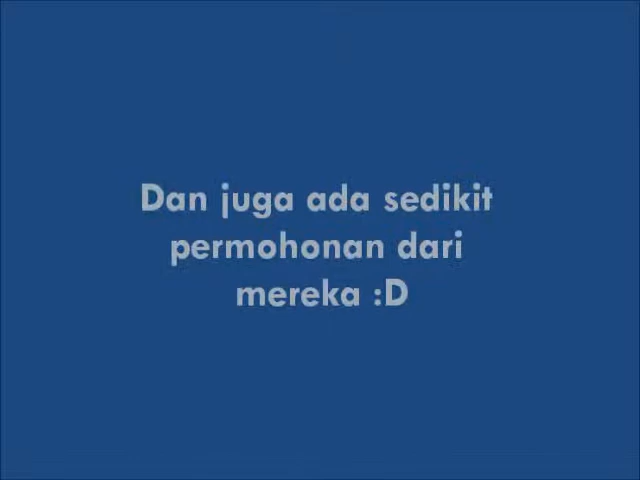 Dan juga ada sedikit
permohonan dari
mereka :D